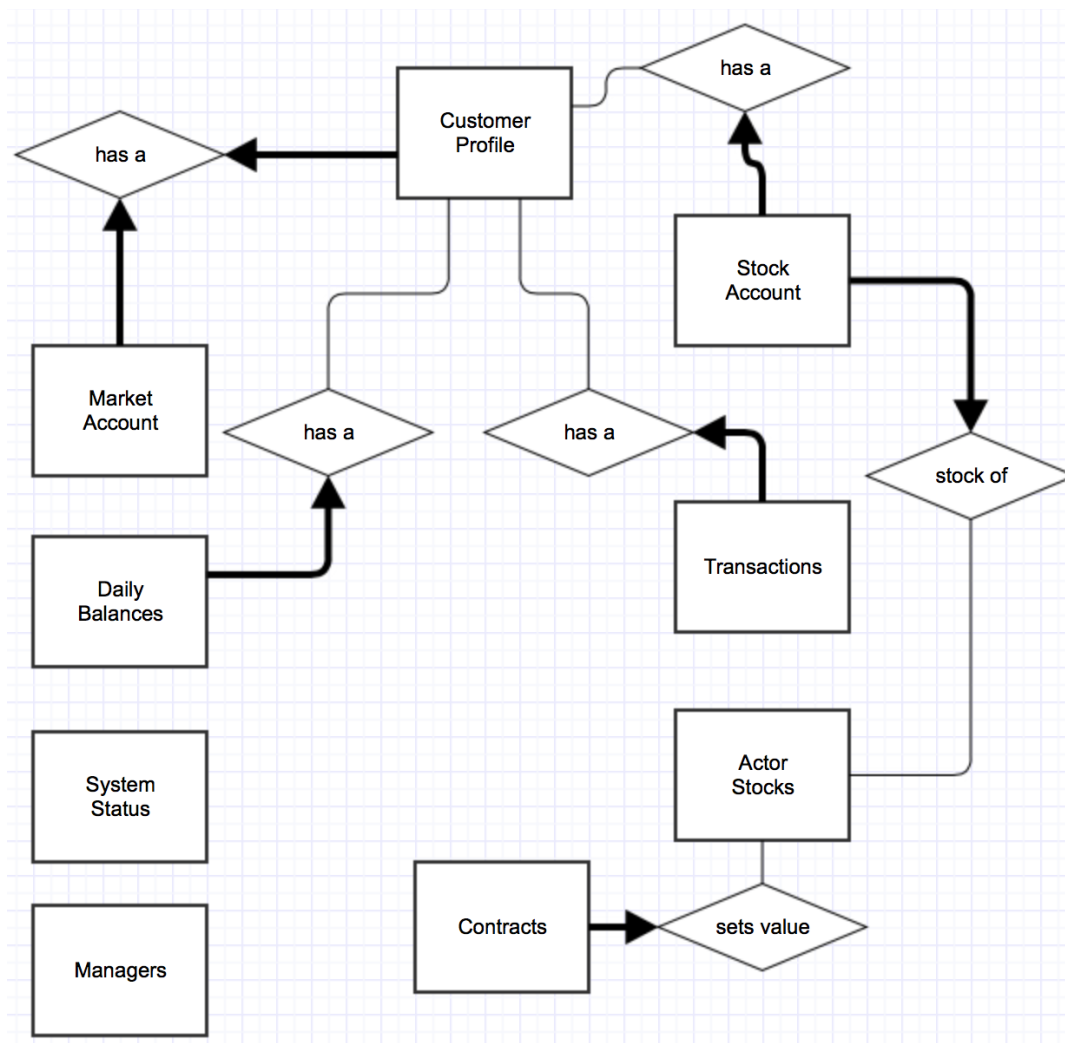 has a
Customer
Profile
has a
Stock
Account
Market
Account
has a
has a
stock of
Daily
Balances
Transactions
System
Status
Actor
Stocks
Contracts
sets value
Managers